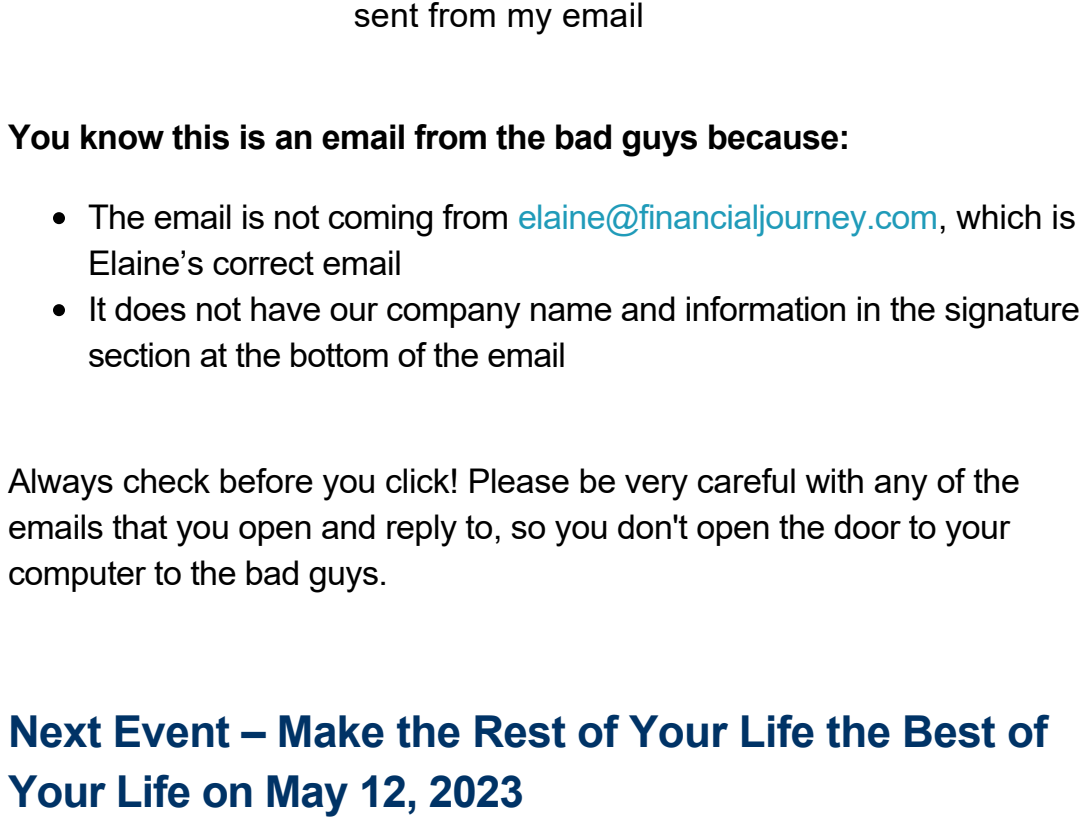 sent from my email
You know this is an email from the bad guys because:
• The email is not coming from elaine@financialjourney.com, which is
Elaine’s correct email
• It does not have our company name and information in the signature
section at the bottom of the email
Always check before you click! Please be very careful with any of the
emails that you open and reply to, so you don't open the door to your
computer to the bad guys.
Next Event – Make the Rest of Your Life the Best of
Your Life on May 12, 2023